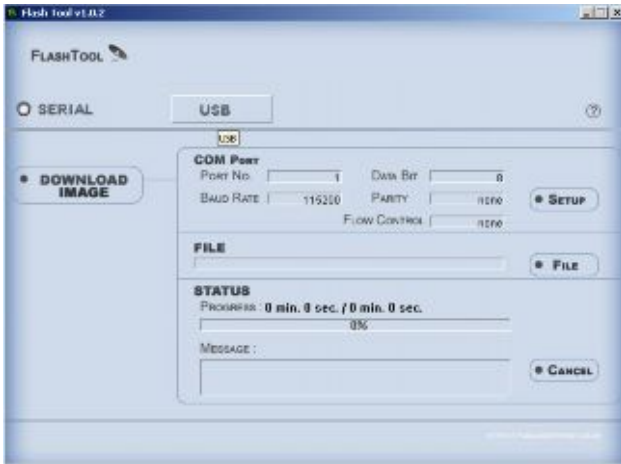 Flash Tool v1.0.2
FLASHTOOL
SERIAL
USB
?
USB
COM PORT
PORT NO. 1 DATA BIT 8
DOWNLOAD IMAGE
BAUD RATE 115200 PARITY none
SETUP
FLOW CONTROL none
FILE
FILE
STATUS
PROGRESS : 0 min. 0 sec. / 0 min. 0 sec.
0%
MESSAGE :
CANCEL